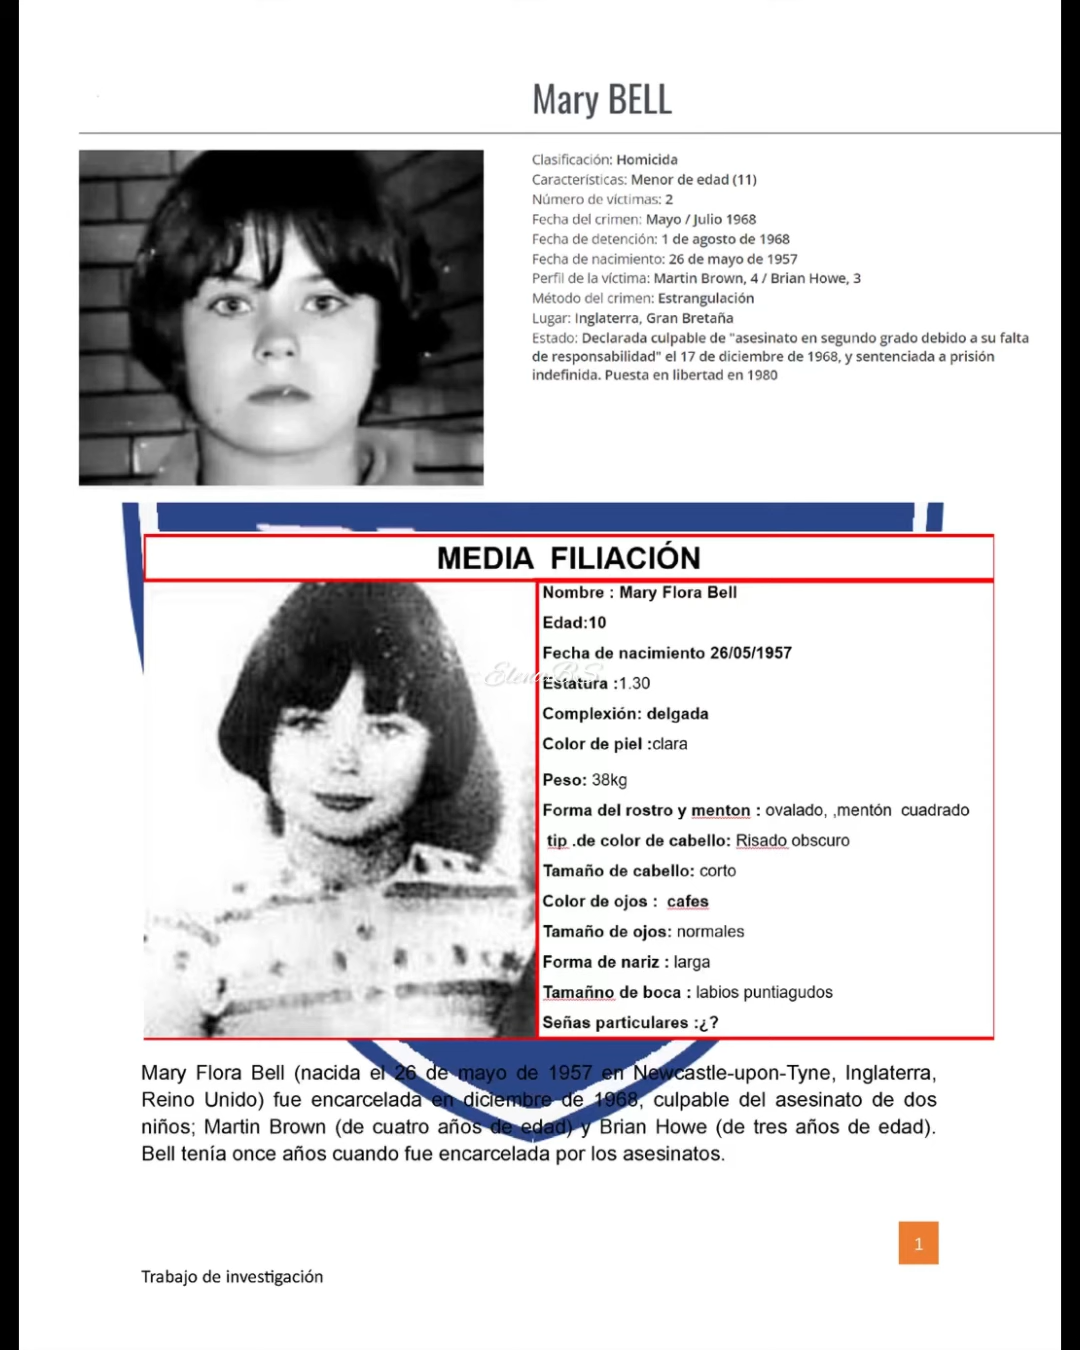 Mary BELL
Clasificación: Homicida
Características: Menor de edad (11)
Número de víctimas: 2
Fecha del crimen: Mayo / Julio 1968
Fecha de detención: 1 de agosto de 1968
Fecha de nacimiento: 26 de mayo de 1957
Perfil de la víctima: Martin Brown, 4 / Brian Howe, 3
Método del crimen: Estrangulación
Lugar: Inglaterra, Gran Bretaña
Estado: Declarada culpable de "asesinato en segundo grado debido a su falta
de responsabilidad" el 17 de diciembre de 1968, y sentenciada a prisión
indefinida. Puesta en libertad en 1980
MEDIA FILIACIÓN
Nombre : Mary Flora Bell
Edad:10
Fecha de nacimiento 26/05/1957
ElenaBS
Estatura :1.30
Complexión: delgada
Color de piel :clara
Peso: 38kg
Forma del rostro y menton : ovalado, ,mentón cuadrado
tip .de color de cabello: Risado obscuro
Tamaño de cabello: corto
Color de ojos : cafes
Tamaño de ojos: normales
Forma de nariz : larga
Tamañno de boca : labios puntiagudos
Señas particulares :¿?
Mary Flora Bell (nacida el 26 de mayo de 1957 en Newcastle-upon-Tyne, Inglaterra,
Reino Unido) fue encarcelada en diciembre de 1968, culpable del asesinato de dos
niños; Martin Brown (de cuatro años de edad) y Brian Howe (de tres años de edad).
Bell tenía once años cuando fue encarcelada por los asesinatos.
1
Trabajo de investigación